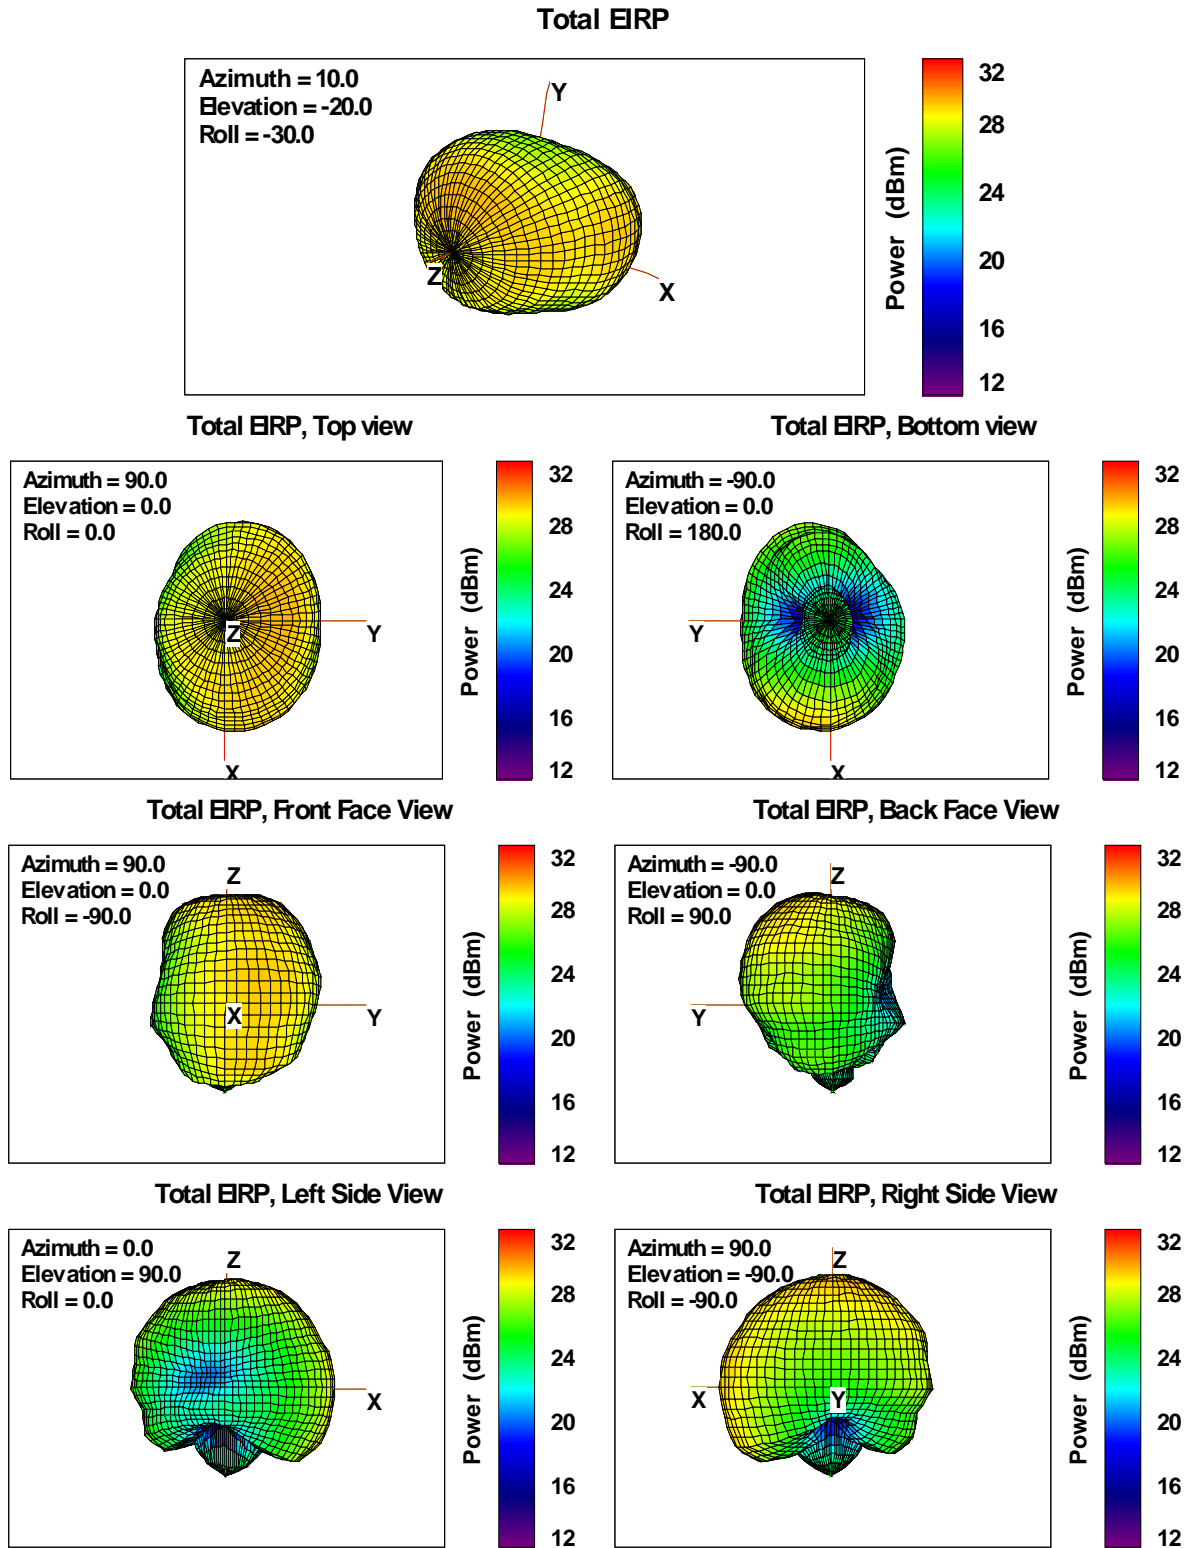 Total EIRP
Azimuth = 10.0
Elevation = -20.0
Roll = -30.0
Y
Z
X
Power (dBm)
32
28
24
20
16
12
Total EIRP, Top view
Azimuth = 90.0
Elevation = 0.0
Roll = 0.0
Z
Y
X
Power (dBm)
32
28
24
20
16
12
Total EIRP, Bottom view
Azimuth = -90.0
Elevation = 0.0
Roll = 180.0
Y
X
Power (dBm)
32
28
24
20
16
12
Total EIRP, Front Face View
Azimuth = 90.0
Elevation = 0.0
Roll = -90.0
Z
X
Y
Power (dBm)
32
28
24
20
16
12
Total EIRP, Back Face View
Azimuth = -90.0
Elevation = 0.0
Roll = 90.0
Z
Y
Power (dBm)
32
28
24
20
16
12
Total EIRP, Left Side View
Azimuth = 0.0
Elevation = 90.0
Roll = 0.0
Z
X
Power (dBm)
32
28
24
20
16
12
Total EIRP, Right Side View
Azimuth = 90.0
Elevation = -90.0
Roll = -90.0
Z
X
Y
Power (dBm)
32
28
24
20
16
12